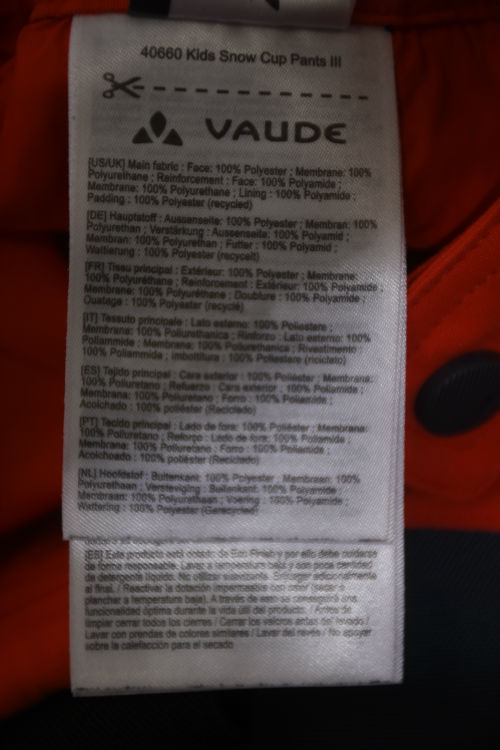 40660 Kids Snow Cup Pants III
VAUDE
[US/UK] Main fabric : Face: 100% Polyester ; Membrane: 100%
Polyurethane ; Reinforcement : Face: 100% Polyamide ;
Membrane: 100% Polyurethane ; Lining : 100% Polyamide ;
Padding : 100% Polyester (recycled)
[DE] Hauptstoff : Aussenseite: 100% Polyester ; Membran: 100%
Polyurethan ; Verstärkung : Aussenseite: 100% Polyamid ;
Membran: 100% Polyurethan ; Futter : 100% Polyamid ;
Wattierung : 100% Polyester (recycelt)
[FR] Tissu principal : Extérieur: 100% Polyester ; Membrane:
100% Polyuréthane ; Reinforcement : Extérieur: 100% Polyamide ;
Membrane: 100% Polyuréthane ; Doublure : 100% Polyamide ;
Ouatage : 100% Polyester (recyclé)
[IT] Tessuto principale : Lato esterno: 100% Poliestere ;
Membrana: 100% Poliurethanica ; Rinforzo : Lato esterno: 100%
Poliammide ; Membrana: 100% Poliurethanica ; Rivestimento :
100% Poliammide ; imbottitura : 100% Poliestere (riciclato)
[ES] Tejido principal : Cara exterior : 100% Poliester ; Membrana:
100% Poliuretano ; Refuerzo : Cara exterior : 100% Poliamida ;
Membrana: 100% Poliuretano ; Forro : 100% Poliamida ;
Acolchado : 100% poliéster (Reciclado)
[PT] Tecido principal : Lado de fora: 100% Poliéster ; Membrana:
100% Poliuretano ; Reforço : Lado de fora: 100% Poliamida ;
Membrana: 100% Poliuretano ; Forro : 100% Poliamida ;
Acolchoado : 100% poliéster (Reciclado)
[NL] Hoofdstof : Buitenkant: 100% Polyester ; Membraan: 100%
Polyurethaan ; Versteviging : Buitenkant: 100% Polyamide ;
Membraan: 100% Polyurethaan ; Voering : 100% Polyamide ;
Wattering : 100% Polyester (Gerecycled)
[ES] Este producto está dotado de Eco Finish y por ello debe cuidarse
de forma responsable. Lavar a temperatura baja y con poca cantidad
de detergente líquido. No utilizar suavizante. Enjuagar adicionalmente
al final. / Reactivar la dotación impermeable con calor (secar o
planchar a temperatura baja). A través de esto se conservará una
funcionalidad óptima durante la vida útil del producto. / Antes de
limpiar cerrar todos los cierres / Cerrar los velcros antes del lavado /
Lavar con prendas de colores similares / Lavar del revés / No apoyar
sobre la calefacción para el secado